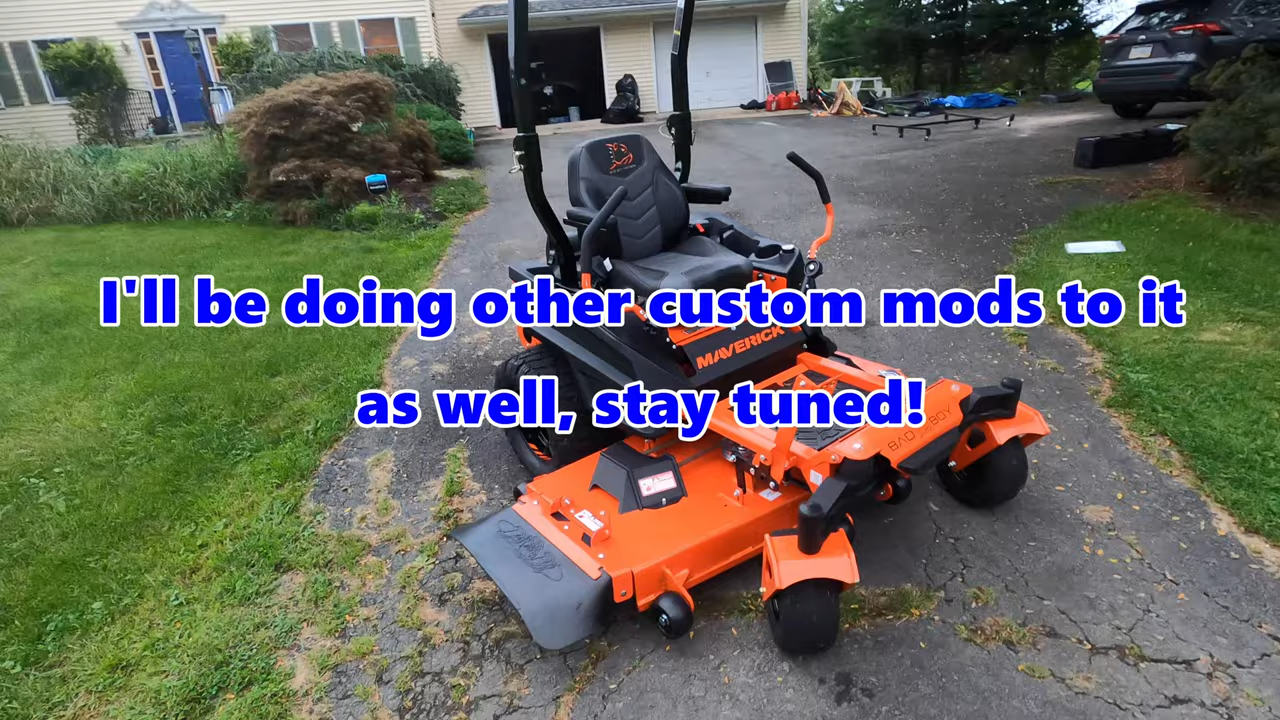 I'll be doing other custom mods to it
as well, stay tuned!
MAVERICK
BAD BOY